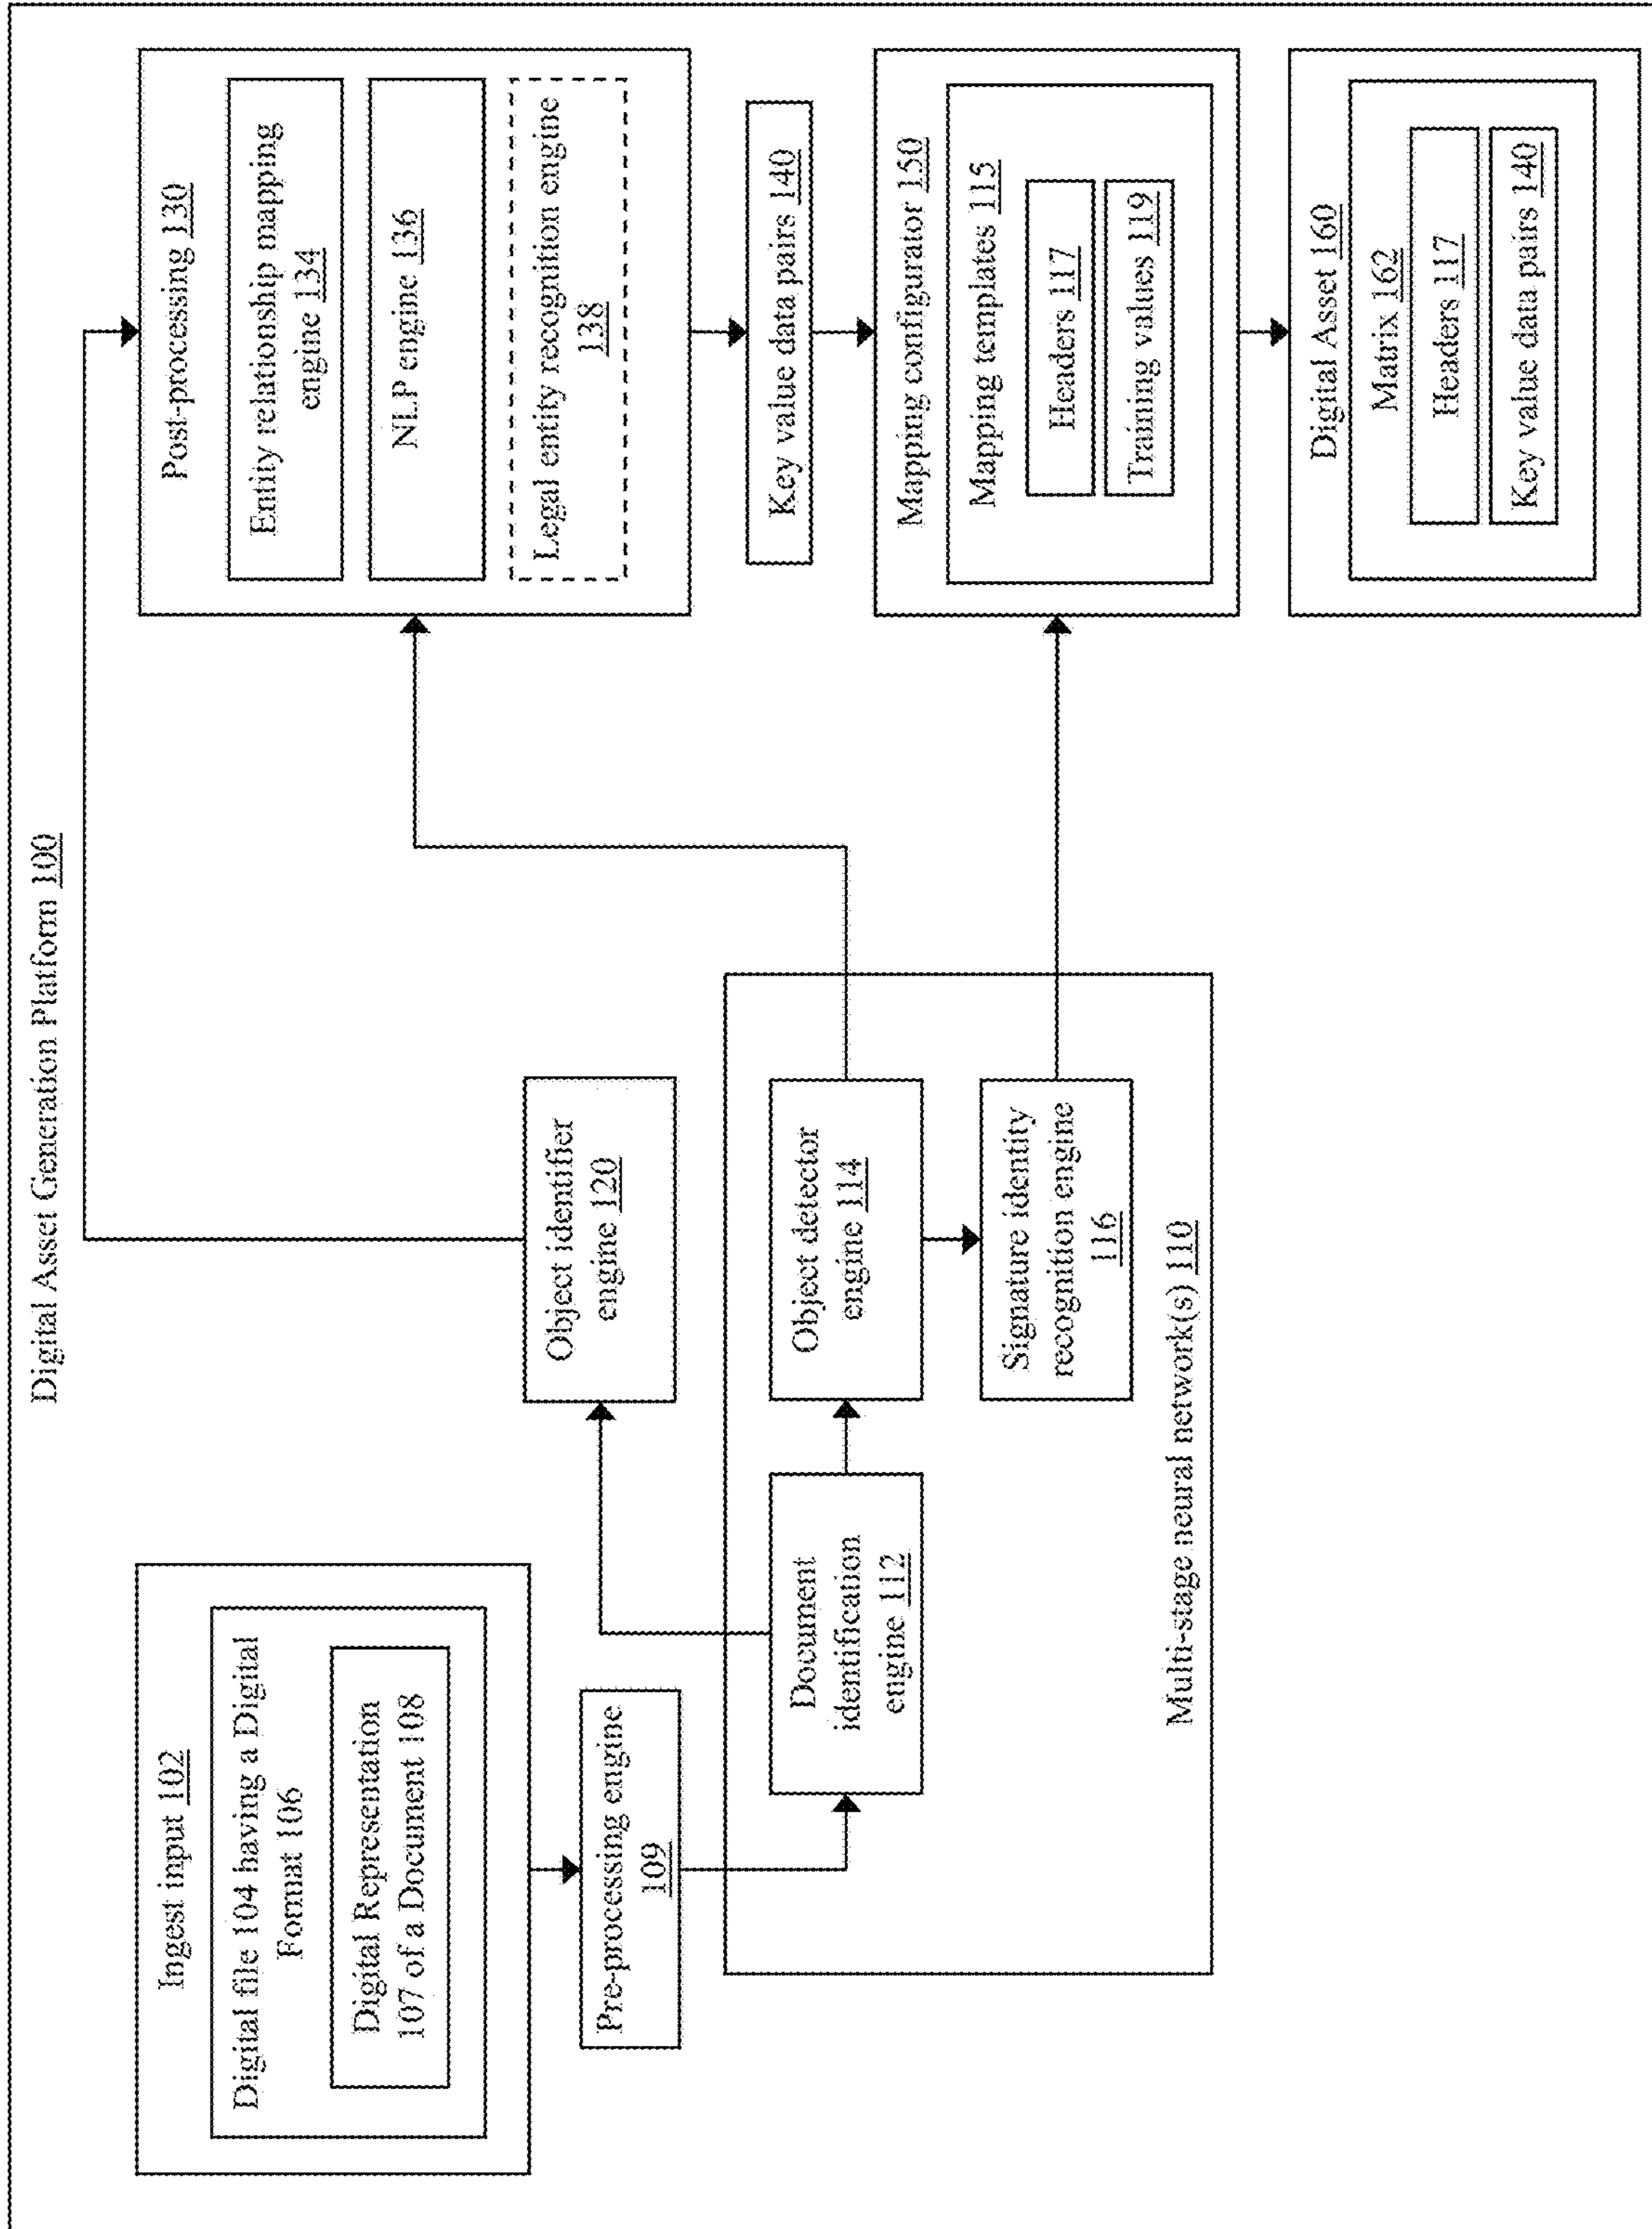 Digital Asset Generation Platform 100
Ingest input 102
Digital file 104 having a Digital
Format 106
Digital Representation
107 of a Document 108
Pre-processing engine
109
Document
identification
engine 112
Object identifier
engine 120
Object detector
engine 114
Signature identity
recognition engine
116
Multi-stage neural network(s) 110
Post-processing 130
Entity relationship mapping
engine 134
NLP engine 136
Legal entity recognition engine
138
Key value data pairs 140
Mapping configurator 150
Mapping templates 115
Headers 117
Training values 119
Digital Asset 160
Matrix 162
Headers 117
Key value data pairs 140